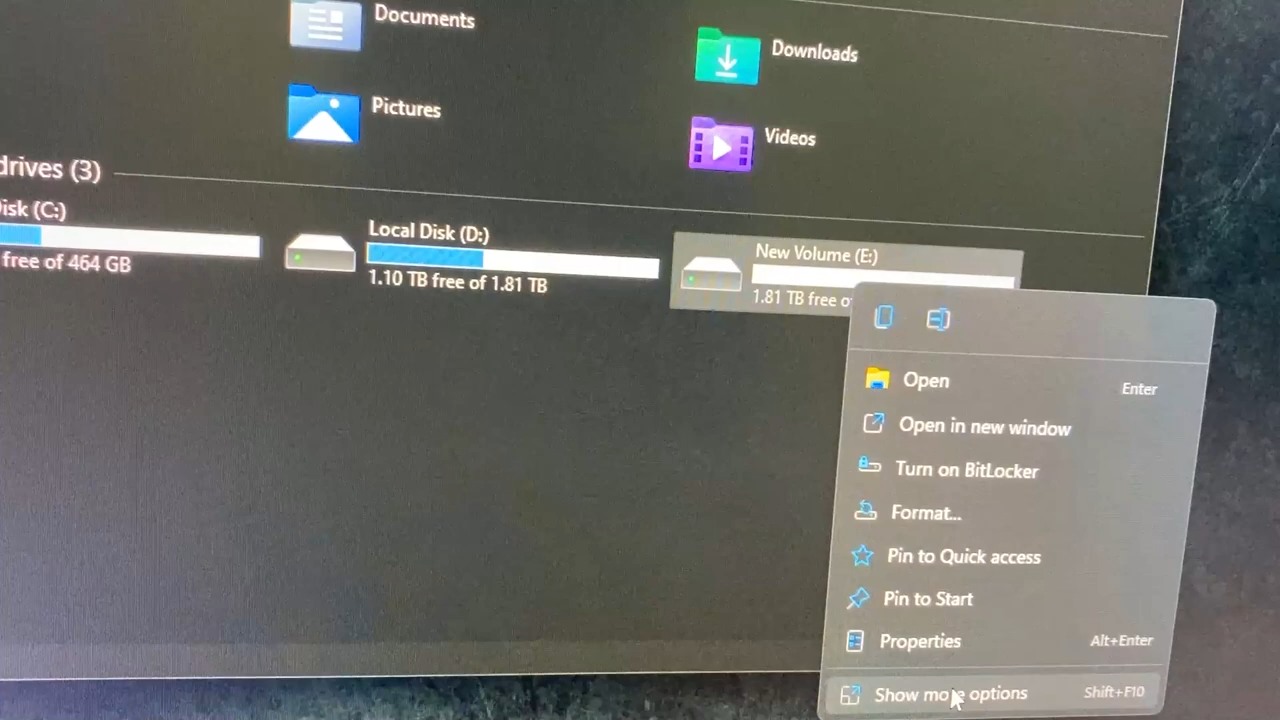 Documents
Downloads
Pictures
Videos
drives (3)
isk (C:)
free of 464 GB
Local Disk (D:)
1.10 TB free of 1.81 TB
New Volume (E:)
1.81 TB free o
Open Enter
Open in new window
Turn on BitLocker
Format...
Pin to Quick access
Pin to Start
Properties Alt+Enter
Show more options Shift+F10